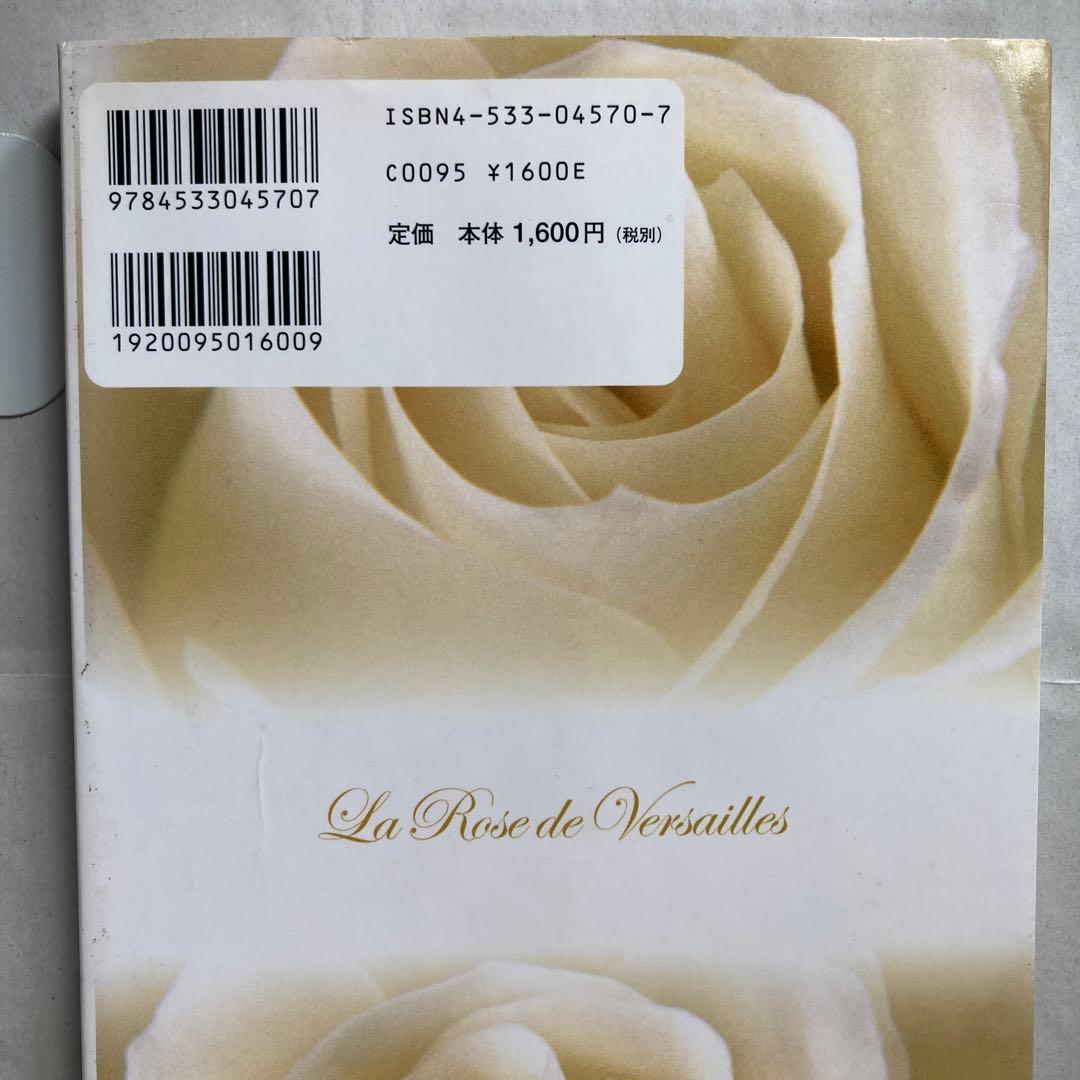 9784533045707
1920095016009
ISBN4-533-04570-7
C0095 ¥1600E
定価 本体 1,600円 (税別)
La Rose de Versailles